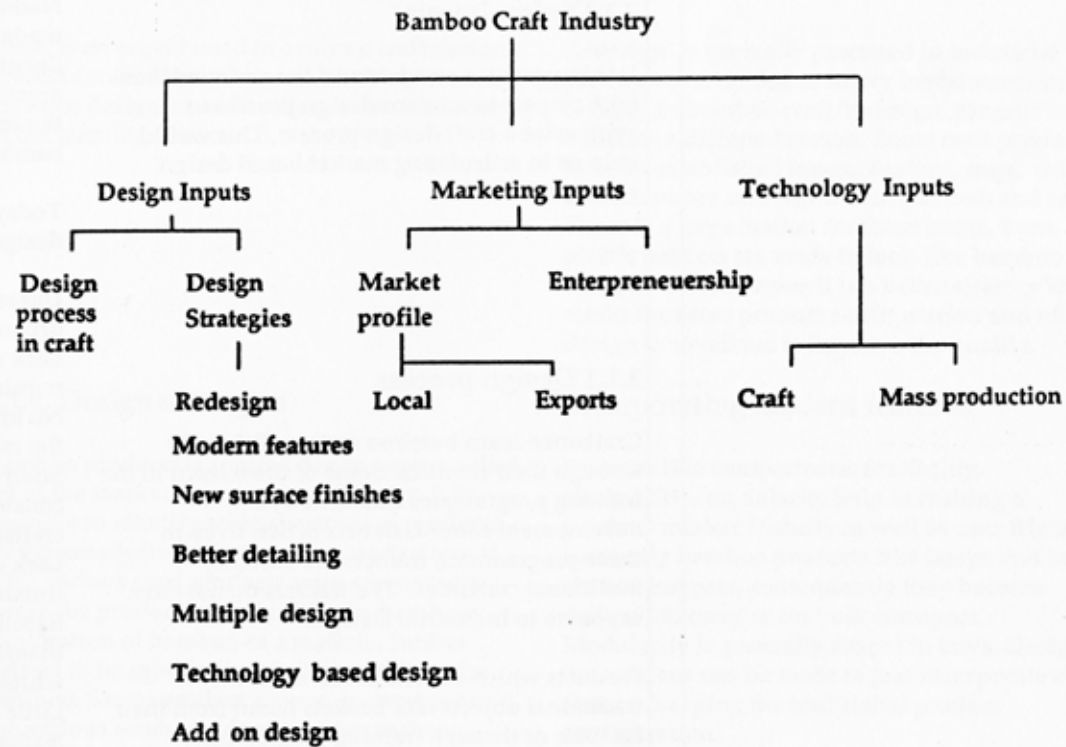 Bamboo Craft Industry
Design Inputs
Marketing Inputs
Technology Inputs
Design
process
in craft
Design
Strategies
Market
profile
Enterpreneurship
Redesign
Local
Exports
Craft
Mass production
Modern features
New surface finishes
Better detailing
Multiple design
Technology based design
Add on design